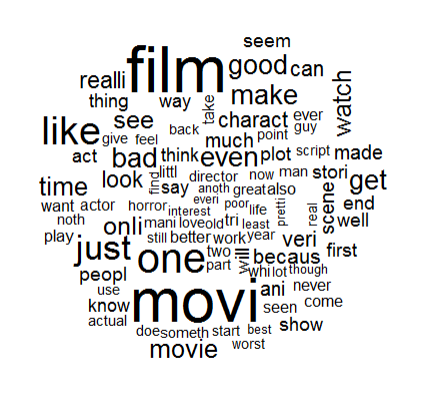 seem
film good can
realli
thing way take make watch
like see back charact ever
give feel much point guy
act bad think even plot script made
time look find littl director now man stori get
say anoth great also
want actor horror everi poor life pretti real scene end
noth interest
onli mani love old tri least well
play still better work year
just one two will veri first
peopl part whi lot though becaus
use movi ani never
know seen come
actual doe someth start best show
movie worst